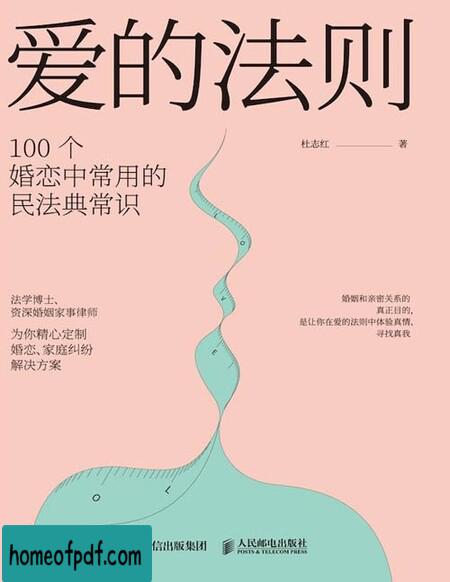 爱的法则
100 个
婚恋中常用的
民法典常识
杜志红 著
法学博士、
资深婚姻家事律师
为你精心定制
婚恋、家庭纠纷
解决方案
婚姻和亲密关系的
真正目的,
是让你在爱的法则中体验真情、
寻找真我
L
O
V
E
L
O
信出版集团
人民邮电出版社
POSTS & TELECOM PRESS
homeofpdf.com